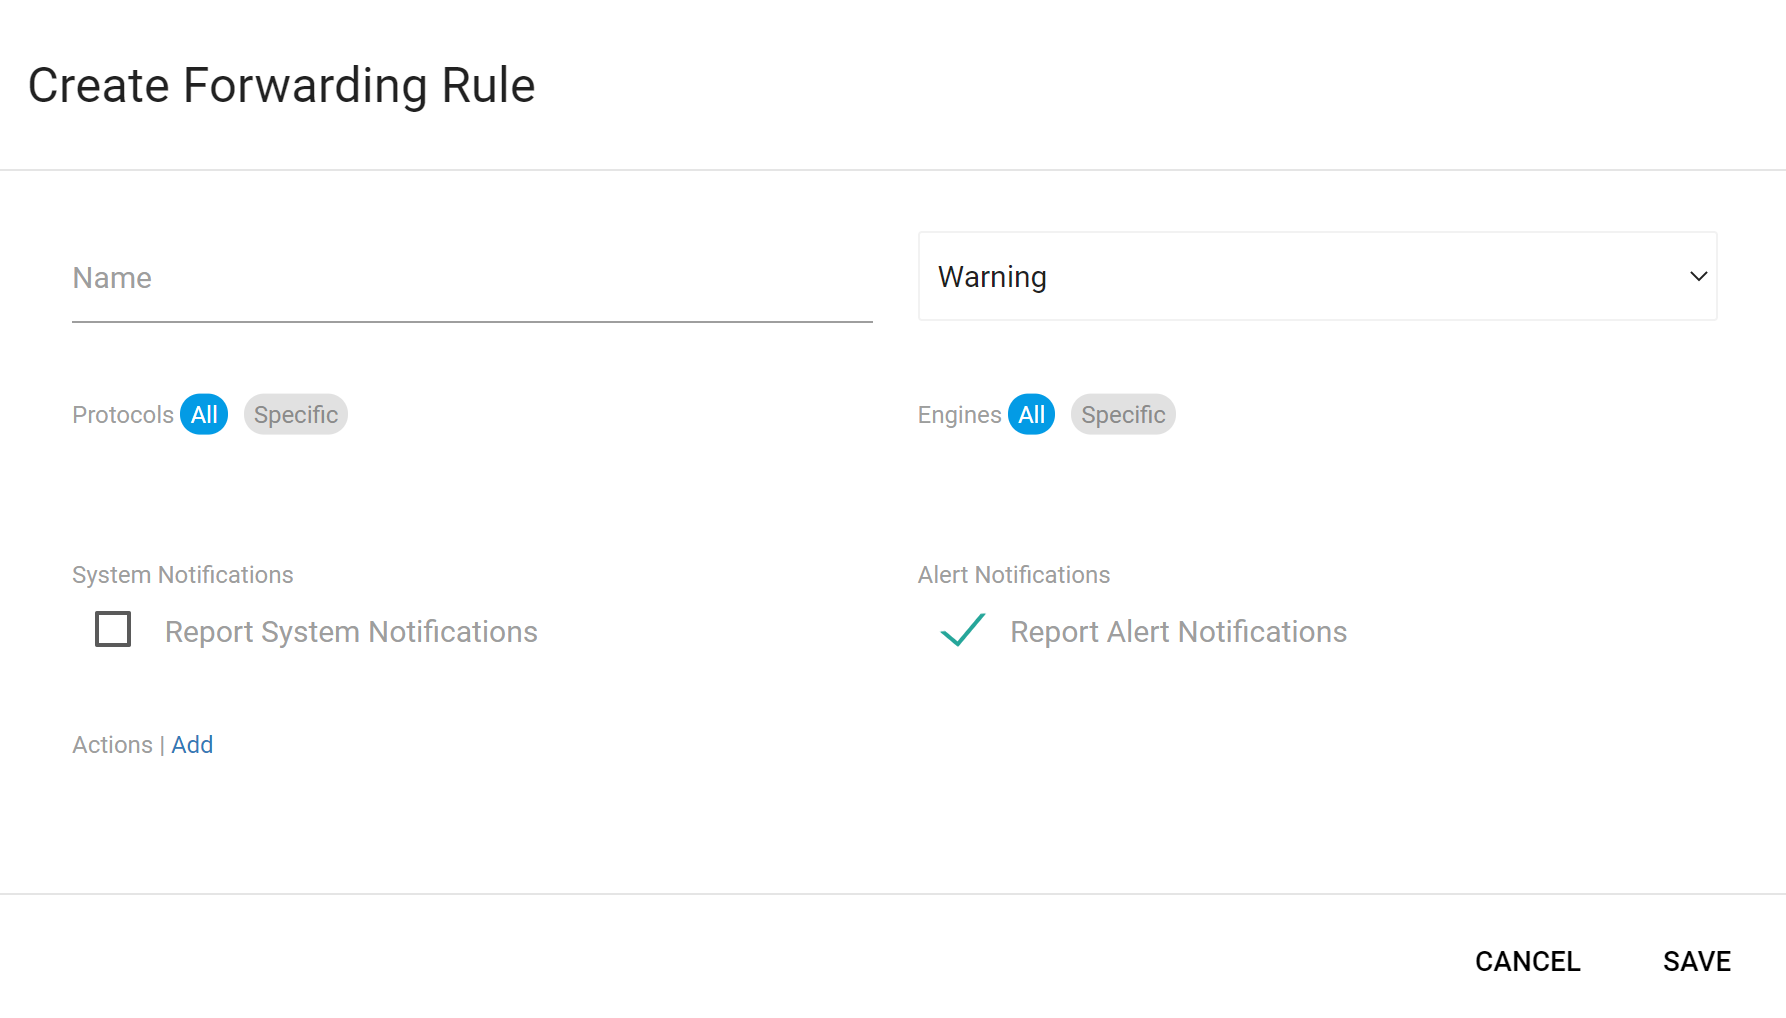 Create Forwarding Rule
Name
Warning
Protocols All Specific
Engines All Specific
System Notifications
Report System Notifications
Alert Notifications
Report Alert Notifications
Actions | Add
CANCEL
SAVE